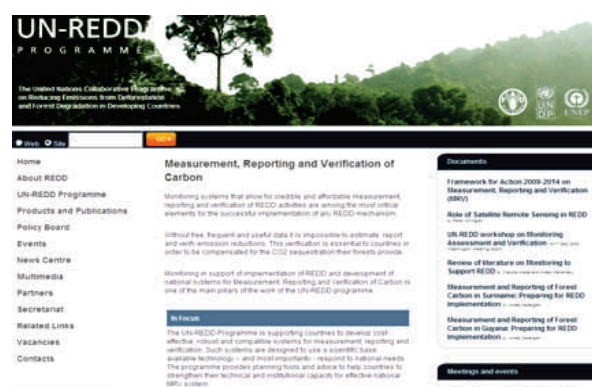 UN-REDD
PROGRAMME
The United Nations Collaborative Programme
on Reducing Emissions from Deforestation
and Forest Degradation in Developing Countries
UN
DP
UNEP
Web Site
GO
Home
About REDD
UN-REDD Programme
Products and Publications
Policy Board
Events
News Centre
Multimedia
Partners
Secretariat
Related Links
Vacancies
Contacts
Measurement, Reporting and Verification of
Carbon
Monitoring systems that allow for credible and affordable measurement,
reporting and verification of REDD activities are among the most critical
elements for the successful implementation of any REDD mechanism.
Without free, frequent and useful data it is impossible to estimate, report
and verify emission reductions. This verification is essential to countries in
order to be compensated for the CO2 sequestration their forests provide.
Monitoring in support of implementation of REDD and development of
national systems for Measurement, Reporting and Verification of Carbon is
one of the main pillars of the work of the UN-REDD programme.
In Focus
The UN-REDD-Programme is supporting countries to develop cost-
effective, robust and compatible systems for measurement, reporting and
verification. Such systems are designed to use a scientific base,
available technology – and most importantly - respond to national needs.
The programme provides planning tools and advice to help countries to
strengthen their technical and institutional capacity for effective national
MRV system
Documents
Framework for Action 2009-2014 on
Measurement, Reporting and Verification
(MRV)
Role of Satellite Remote Sensing in REDD
UN-REDD workshop on Monitoring
Assessment and Verification
Review of literature on Monitoring to
Support REDD
Measurement and Reporting of Forest
Carbon in Suriname: Preparing for REDD
Implementation
Measurement and Reporting of Forest
Carbon in Guyana: Preparing for REDD
Implementation
Meetings and events